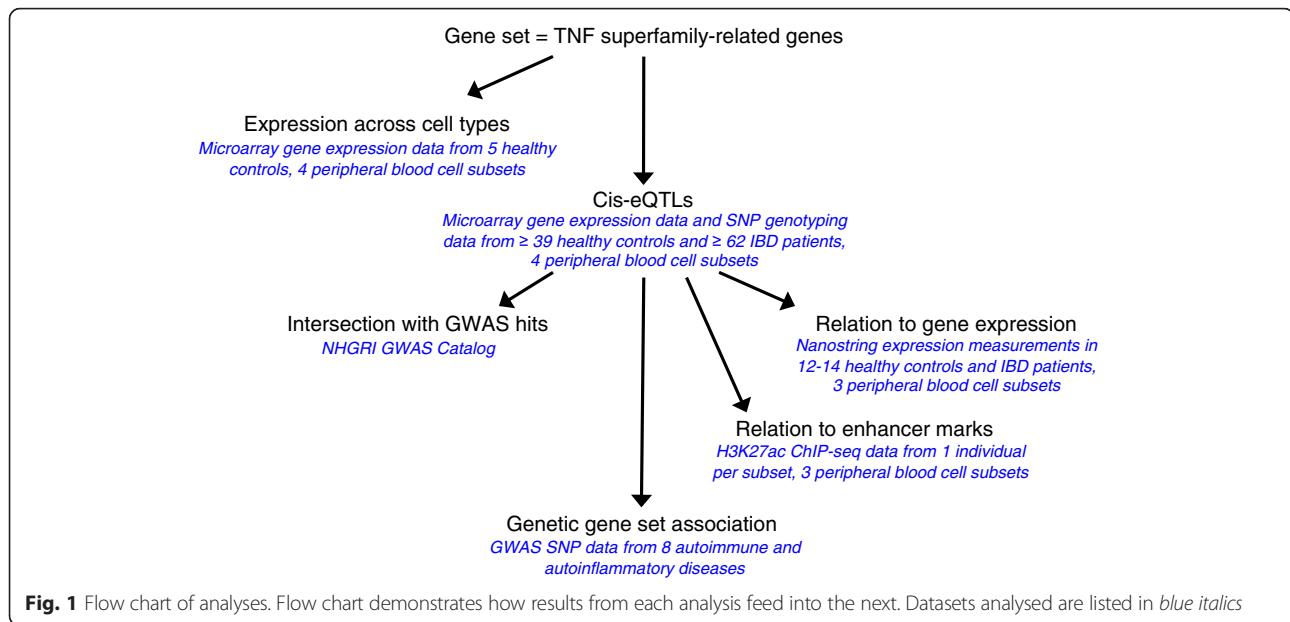 Gene set = TNF superfamily-related genes
Expression across cell types
Microarray gene expression data from 5 healthy
controls, 4 peripheral blood cell subsets
Cis-eQTLs
Microarray gene expression data and SNP genotyping
data from ≥ 39 healthy controls and ≥ 62 IBD patients,
4 peripheral blood cell subsets
Intersection with GWAS hits
NHGRI GWAS Catalog
Relation to gene expression
Nanostring expression measurements in
12-14 healthy controls and IBD patients,
3 peripheral blood cell subsets
Relation to enhancer marks
H3K27ac ChIP-seq data from 1 individual
per subset, 3 peripheral blood cell subsets
Genetic gene set association
GWAS SNP data from 8 autoimmune and
autoinflammatory diseases
Fig. 1 Flow chart of analyses. Flow chart demonstrates how results from each analysis feed into the next. Datasets analysed are listed in blue italics